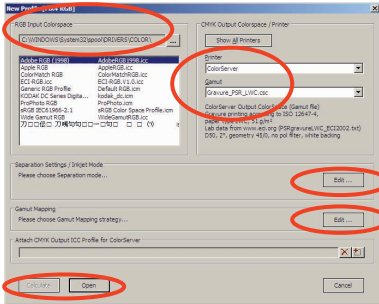 New Profile [... RGB]
RGB Input Colorspace
C:\WINDOWS\System32\spool\DRIVERS\COLOR\
...
Adobe RGB (1998) AdobeRGB1998.icc
Apple RGB AppleRGB.icc
ColorMatch RGB ColorMatchRGB.icc
ECI-RGB.icc ECI-RGB.V1.0.icc
Generic RGB Profile Default RGB.icm
KODAK DC Series Digita... kodak_dc.icm
ProPhoto RGB ProPhoto.icm
sRGB IEC61966-2.1 sRGB Color Space Profile.icm
Wide Gamut RGB WideGamutRGB.icc
CMYK Output Colorspace / Printer
Show All Printers
Printer
ColorServer
Gamut
Gravure_PSR_LWC.csc
ColorServer Output ColorSpace (Gamut file)
Gravure printing according to ISO 12647-4,
paper type LWC, 51 g/m²
Lab data from www.eci.org (PSRgravureLWC_ECI2002.txt)
D50, 2°, geometry 45/0, no pol filter, white backing
Separation Settings / Inkjet Mode
Please choose Separation mode...
Edit ...
Gamut Mapping
Please choose Gamut Mapping strategy...
Edit ...
Attach CMYK Output ICC Profile for ColorServer
Calculate
Open
Cancel